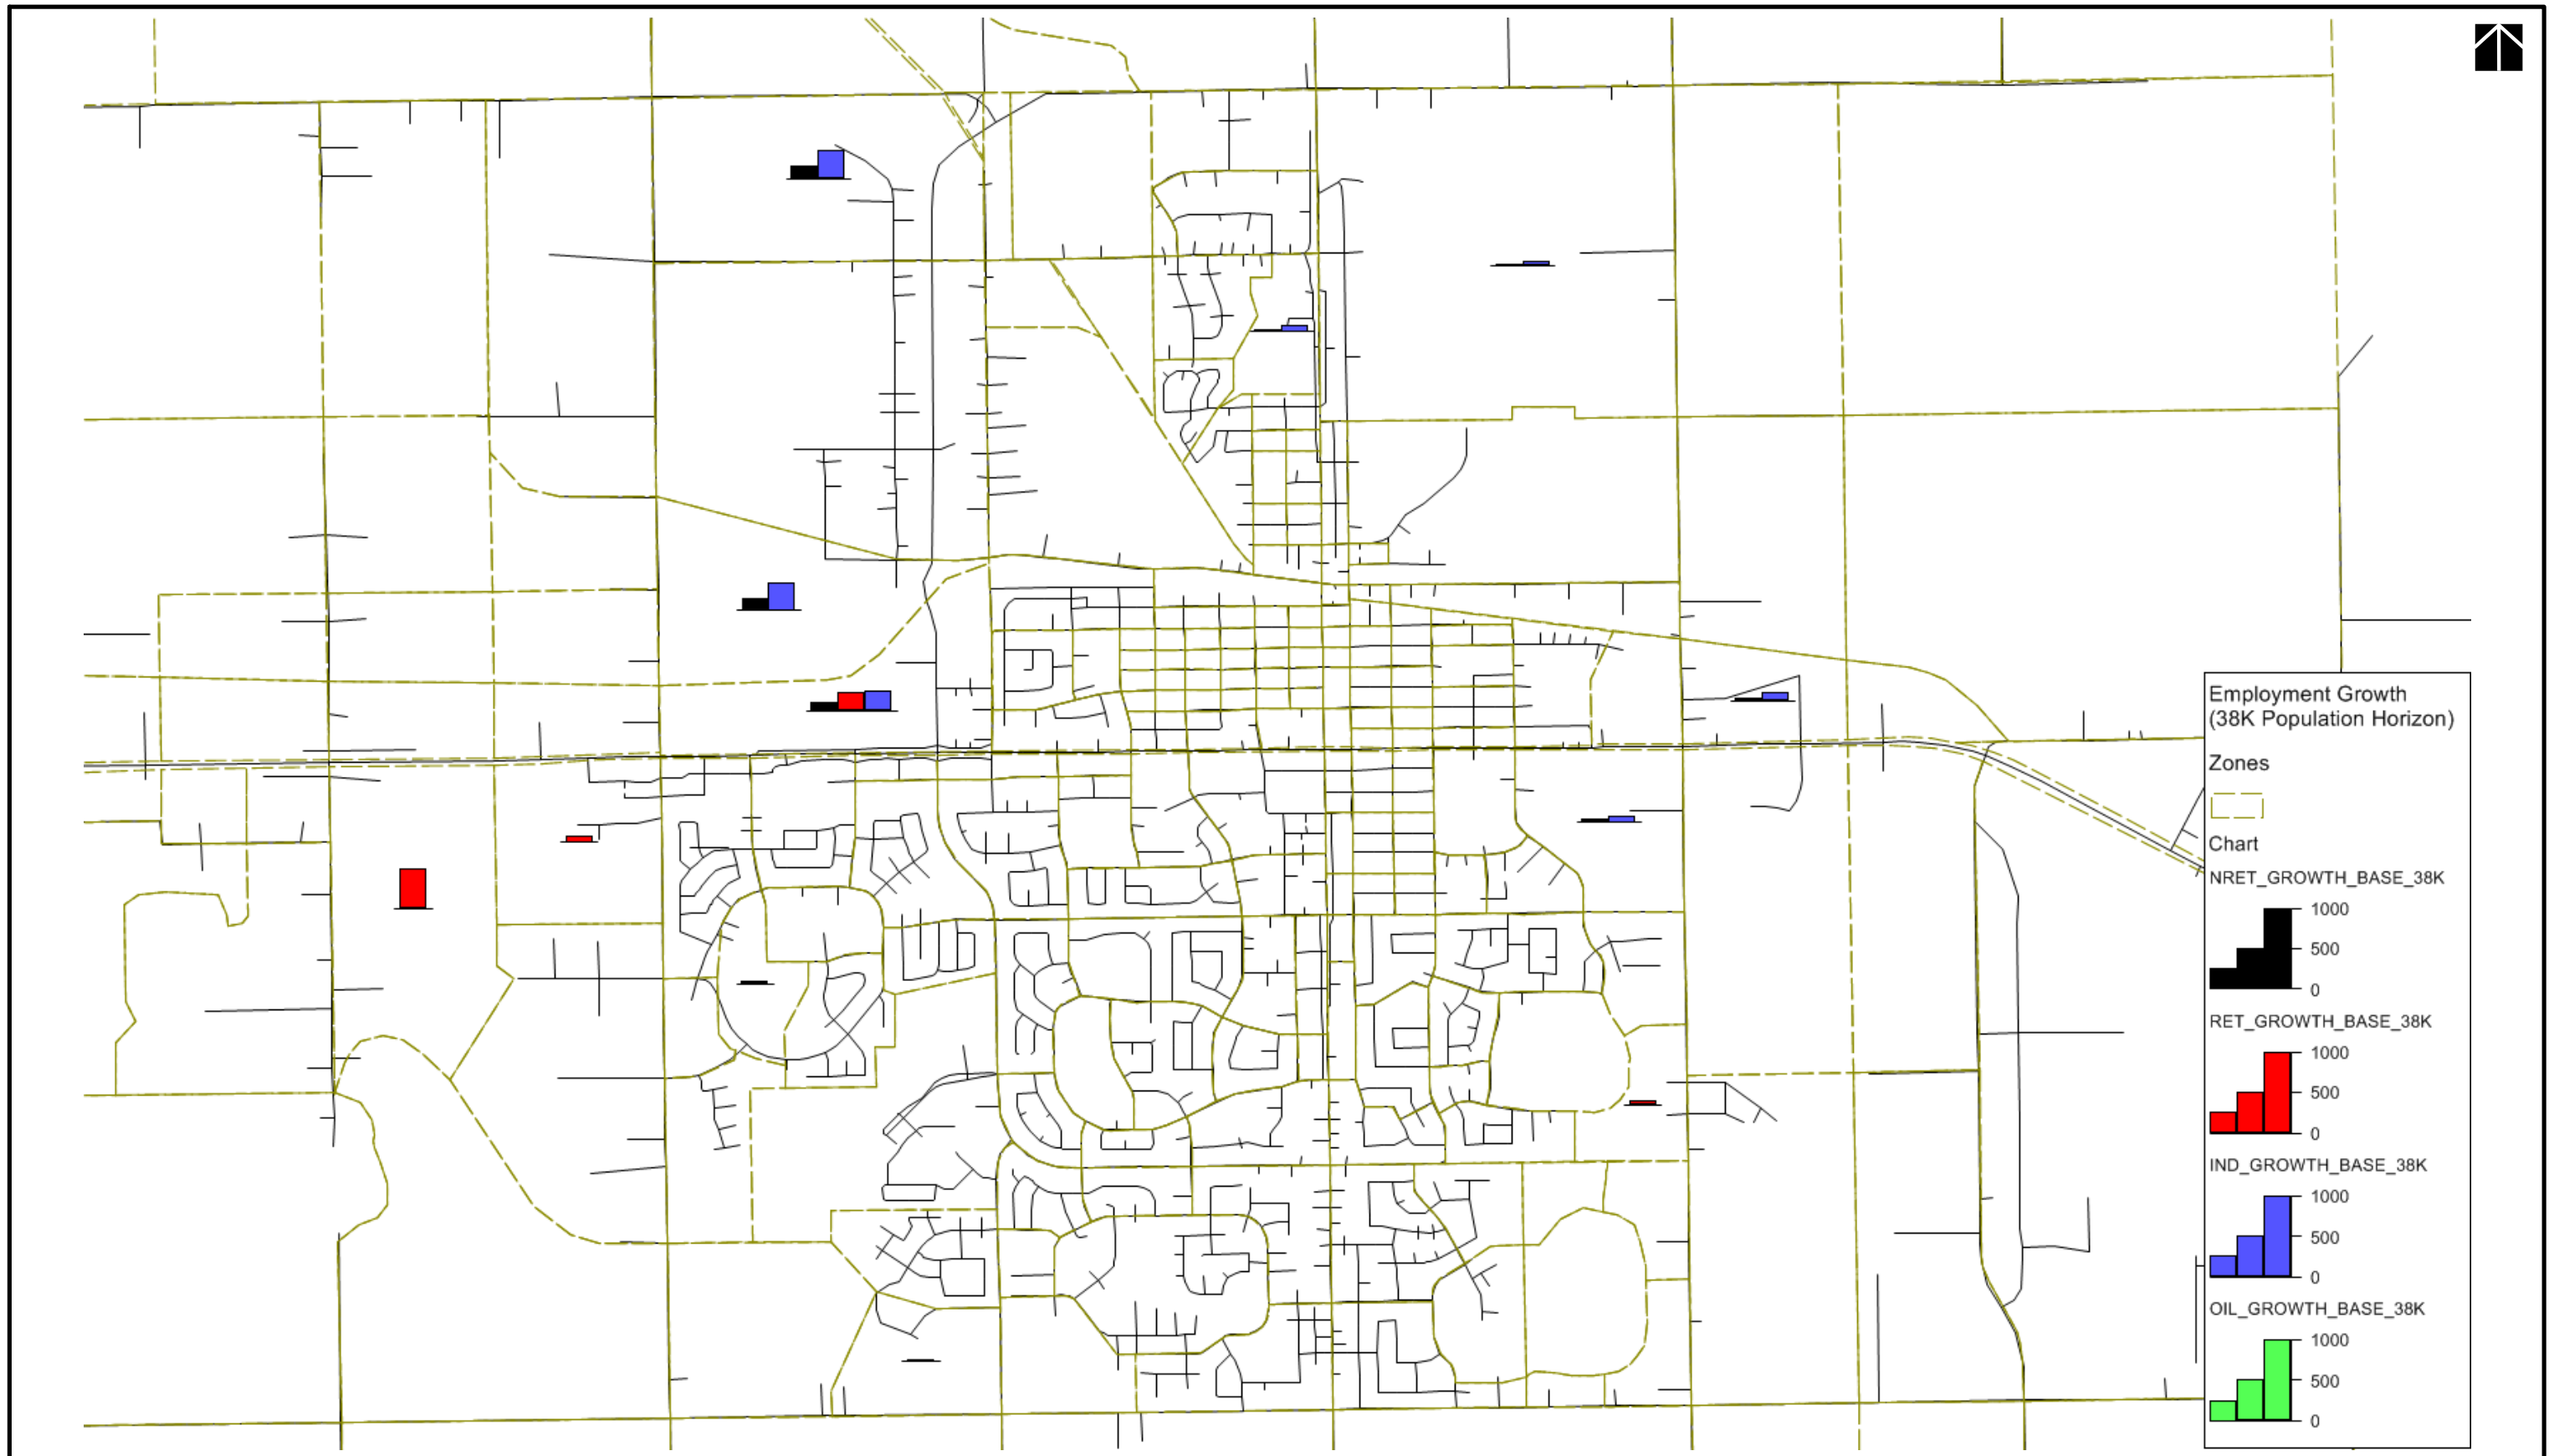 Employment Growth
(38K Population Horizon)
Zones
Chart
NRET_GROWTH_BASE_38K
1000
500
0
RET_GROWTH_BASE_38K
1000
500
0
IND_GROWTH_BASE_38K
1000
500
0
OIL_GROWTH_BASE_38K
1000
500
0